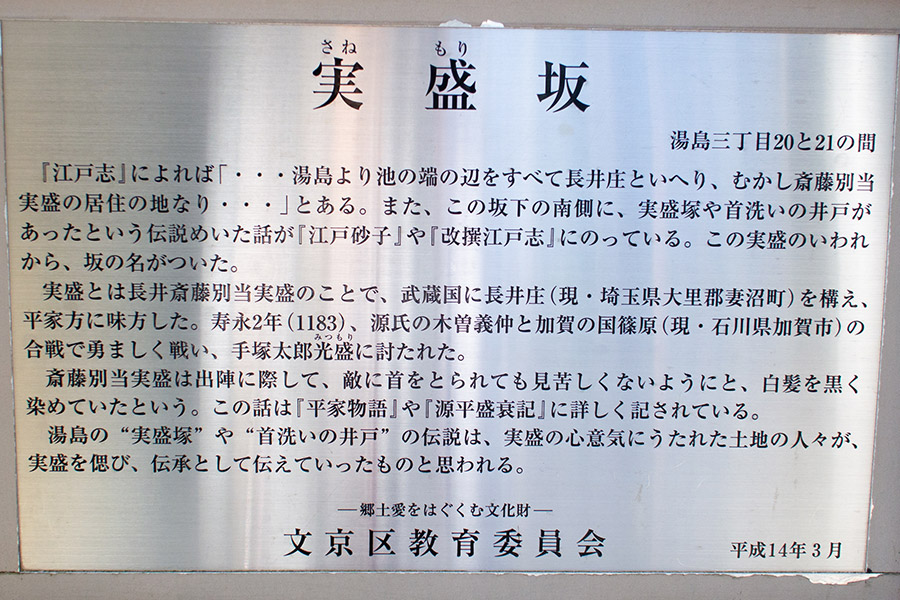 さね もり
実盛坂
湯島三丁目20と21の間
『江戸志』によれば「・・・湯島より池の端の辺をすべて長井庄といへり、むかし斎藤別当
実盛の居住の地なり・・・」とある。また、この坂下の南側に、実盛塚や首洗いの井戸が
あったという伝説めいた話が『江戸砂子』や『改撰江戸志』にのっている。この実盛のいわれ
から、坂の名がついた。
実盛とは長井斎藤別当実盛のことで、武蔵国に長井庄(現・埼玉県大里郡妻沼町)を構え、
平家方に味方した。寿永2年(1183)、源氏の木曽義仲と加賀の国篠原(現・石川県加賀市)の
みつもり
合戦で勇ましく戦い、手塚太郎光盛に討たれた。
斎藤別当実盛は出陣に際して、敵に首をとられても見苦しくないようにと、白髪を黒く
染めていたという。この話は『平家物語』や『源平盛衰記』に詳しく記されている。
湯島の“実盛塚”や“首洗いの井戸”の伝説は、実盛の心意気にうたれた土地の人々が、
実盛を偲び、伝承として伝えていったものと思われる。
―郷土愛をはぐくむ文化財―
文京区教育委員会
平成14年3月